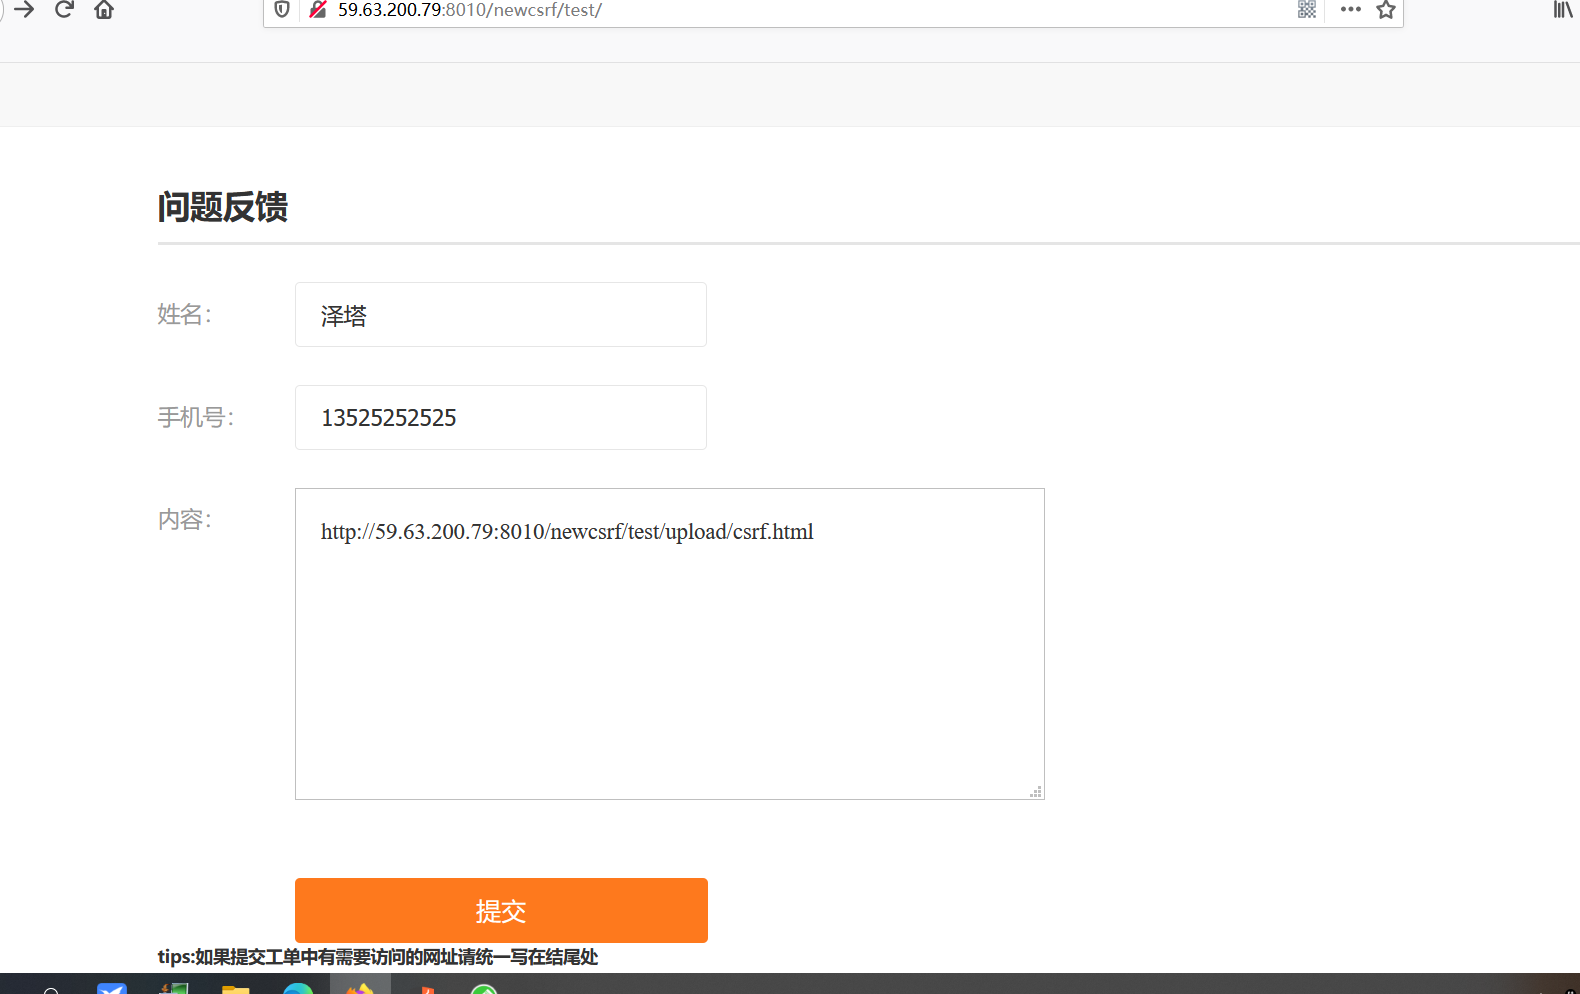 59.63.200.79:8010/newcsrf/test/
问题反馈
姓名：
泽塔
手机号：
13525252525
内容：
http://59.63.200.79:8010/newcsrf/test/upload/csrf.html
提交
tips:如果提交工单中有需要访问的网址请统一写在结尾处